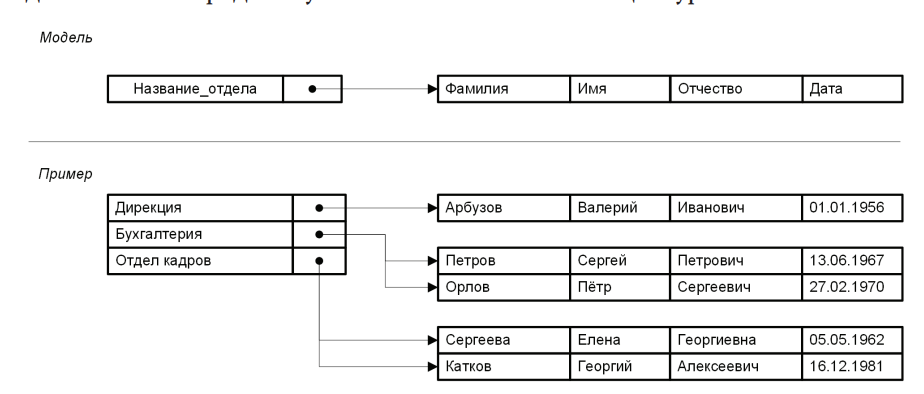 Модель
Название_отдела Фамилия Имя Отчество Дата
Пример
Дирекция Арбузов Валерий Иванович 01.01.1956
Бухгалтерия
Отдел кадров Петров Сергей Петрович 13.06.1967
Орлов Пётр Сергеевич 27.02.1970
Сергеева Елена Георгиевна 05.05.1962
Катков Георгий Алексеевич 16.12.1981